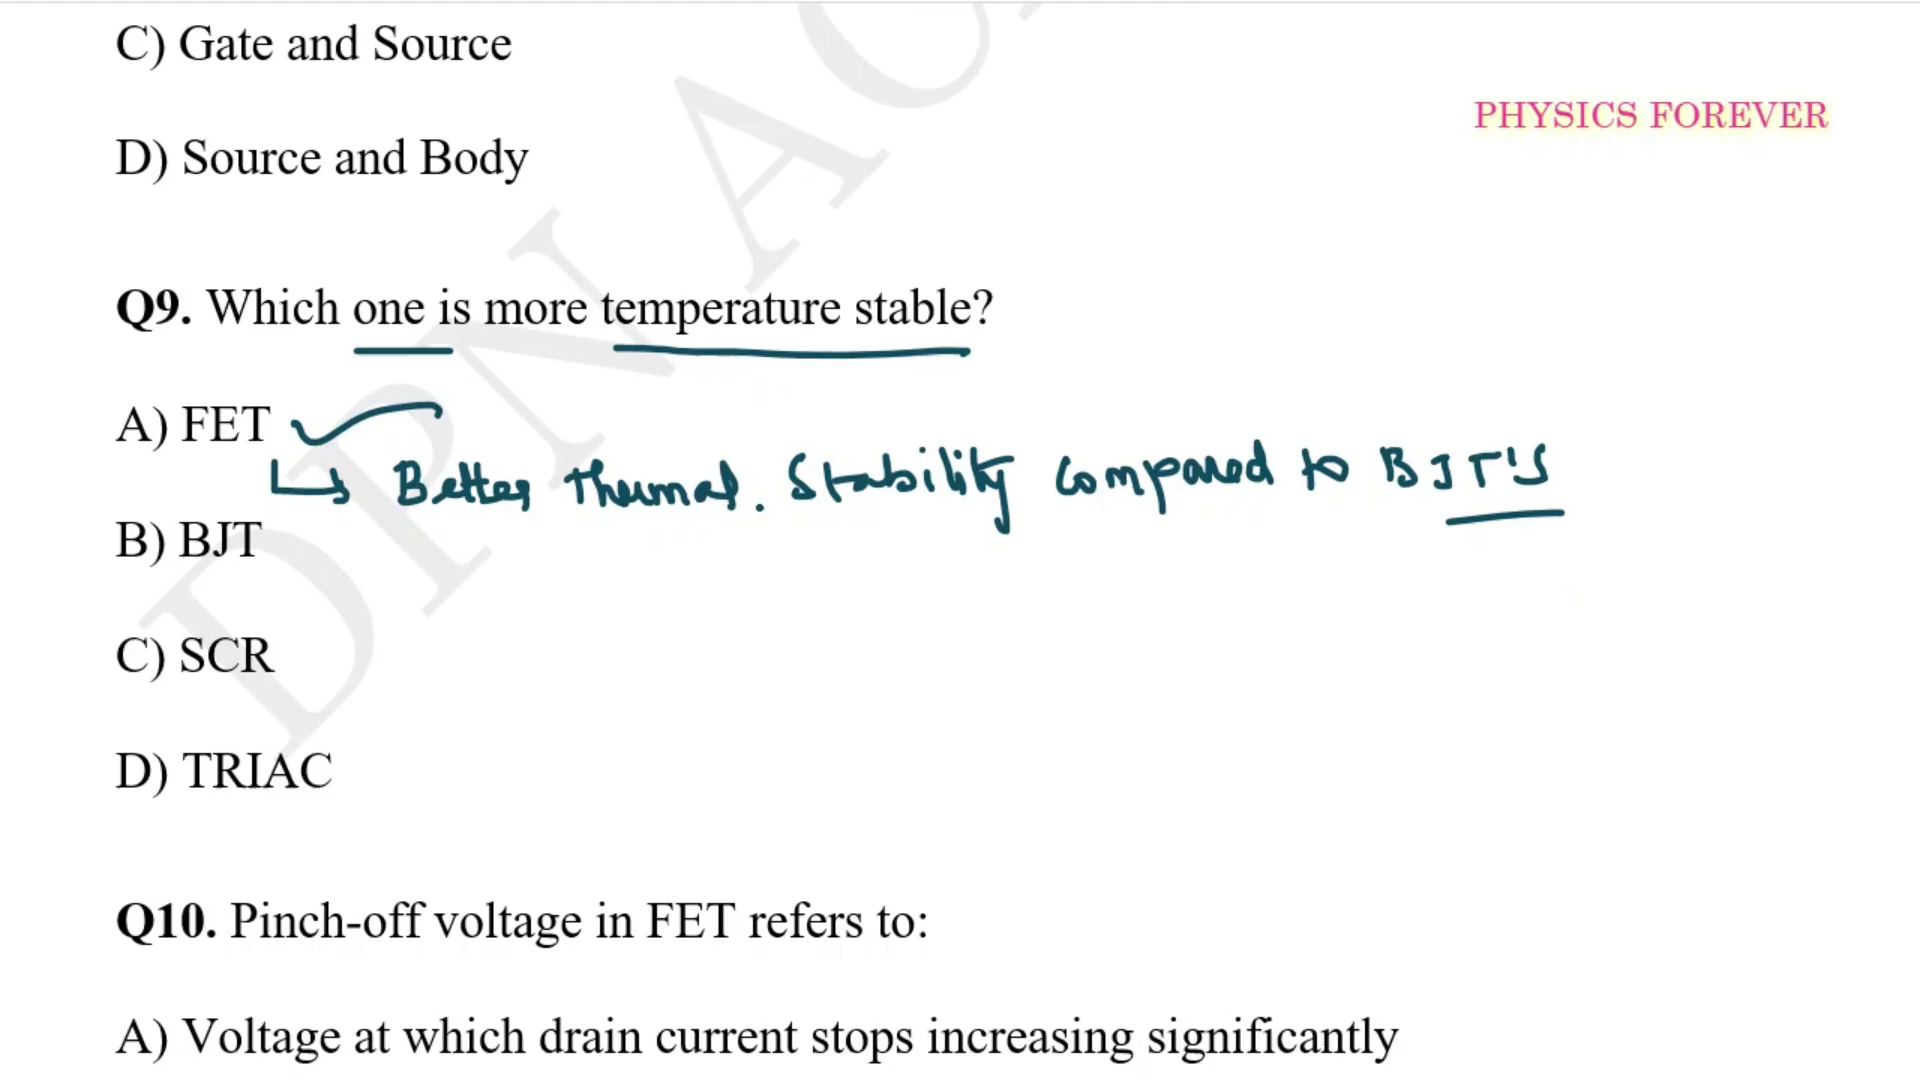 C) Gate and Source
PHYSICS FOREVER
D) Source and Body
Q9. Which one is more temperature stable?
A) FET
Better Thermal. Stability compared to BJT'S
B) BJT
C) SCR
D) TRIAC
Q10. Pinch-off voltage in FET refers to:
A) Voltage at which drain current stops increasing significantly
DPN AC